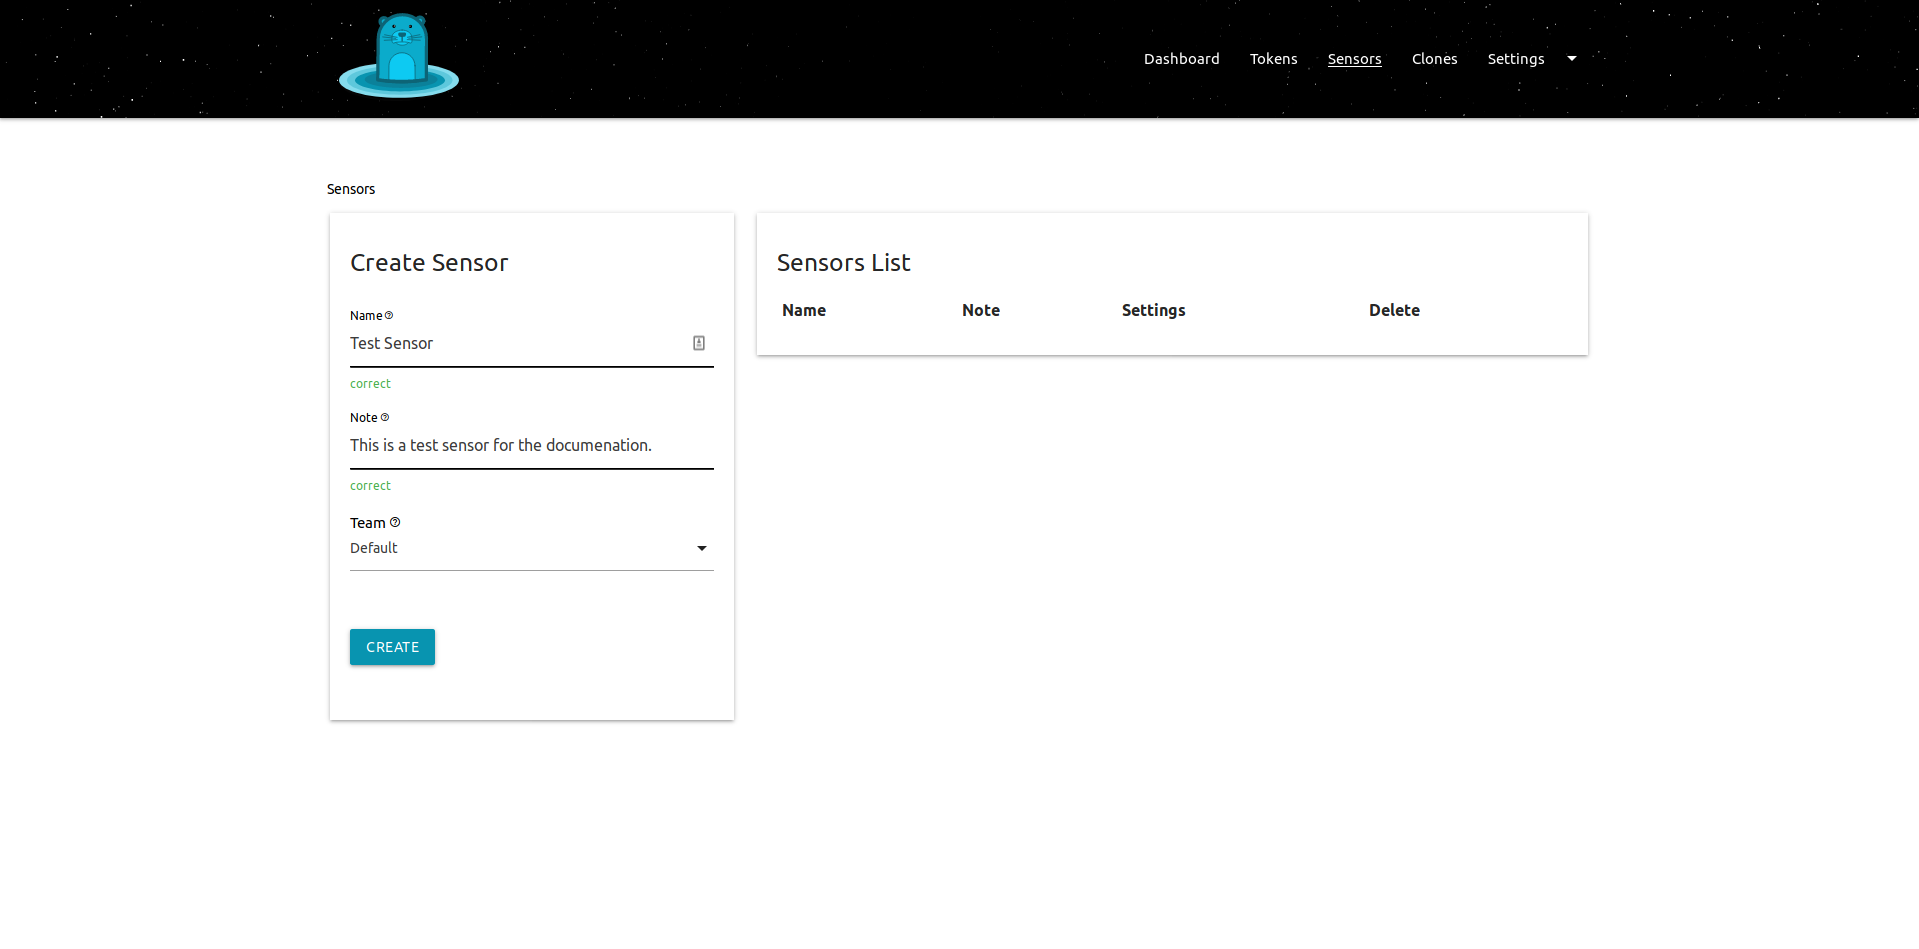 Dashboard Tokens Sensors Clones Settings
Sensors
Create Sensor
Name
Test Sensor
correct
Note
This is a test sensor for the documenation.
correct
Team
Default
CREATE
Sensors List
Name Note Settings Delete